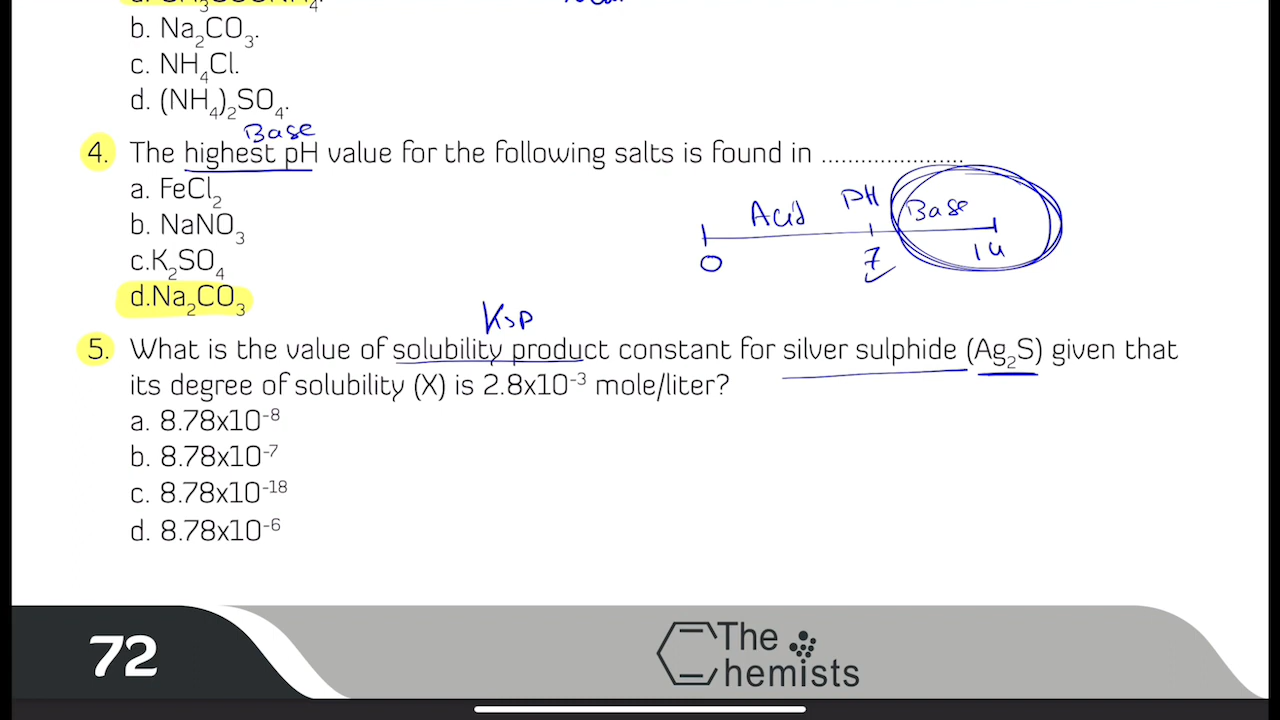 b. Na₂CO₃.
c. NH₄Cl.
d. (NH₄)₂SO₄.
Base
4. The highest pH value for the following salts is found in ......................
a. FeCl₂
b. NaNO₃
c.K₂SO₄
d.Na₂CO₃
Acid PH Base
0 7 14
Ksp
5. What is the value of solubility product constant for silver sulphide (Ag₂S) given that
its degree of solubility (X) is 2.8x10⁻³ mole/liter?
a. 8.78x10⁻⁸
b. 8.78x10⁻⁷
c. 8.78x10⁻¹⁸
d. 8.78x10⁻⁶
72
The
Chemists